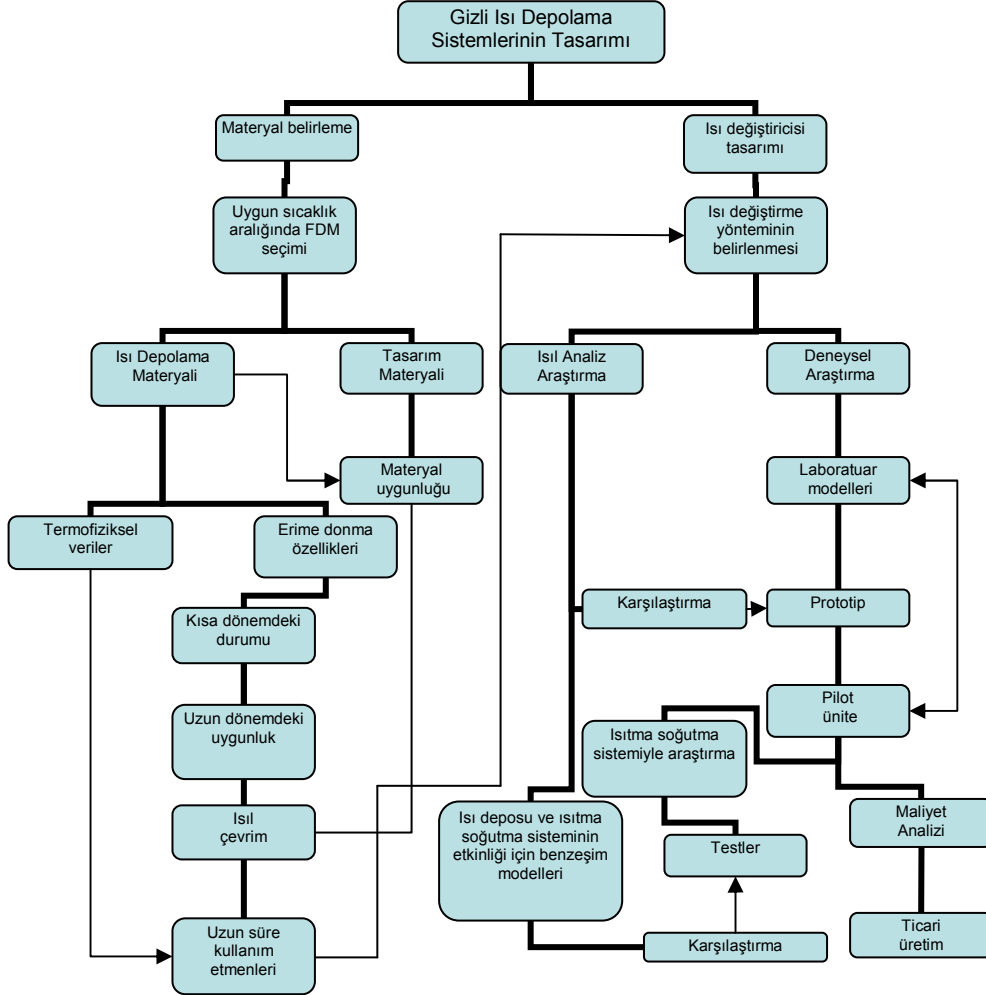 Gizli Isı Depolama
Sistemlerinin Tasarımı
Materyal belirleme
Isı değiştiricisi
tasarımı
Uygun sıcaklık
aralığında FDM
seçimi
Isı değiştirme
yönteminin
belirlenmesi
Isı Depolama
Materyali
Tasarım
Materyali
Isıl Analiz
Araştırma
Deneysel
Araştırma
Materyal
uygunluğu
Laboratuar
modelleri
Termofiziksel
veriler
Erime donma
özellikleri
Kısa dönemdeki
durumu
Karşılaştırma
Prototip
Uzun dönemdeki
uygunluk
Pilot
ünite
Isıtma soğutma
sistemiyle araştırma
Isıl
çevrim
Isı deposu ve ısıtma
soğutma sisteminin
etkinliği için benzeşim
modelleri
Testler
Maliyet
Analizi
Uzun süre
kullanım
etmenleri
Karşılaştırma
Ticari
üretim